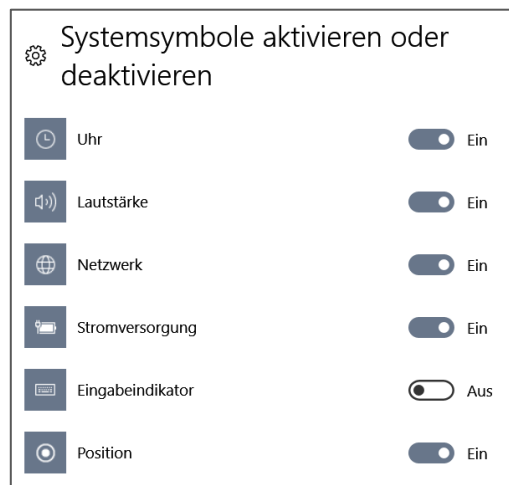 Systemsymbole aktivieren oder
deaktivieren
Uhr Ein
Lautstärke Ein
Netzwerk Ein
Stromversorgung Ein
Eingabeindikator Aus
Position Ein